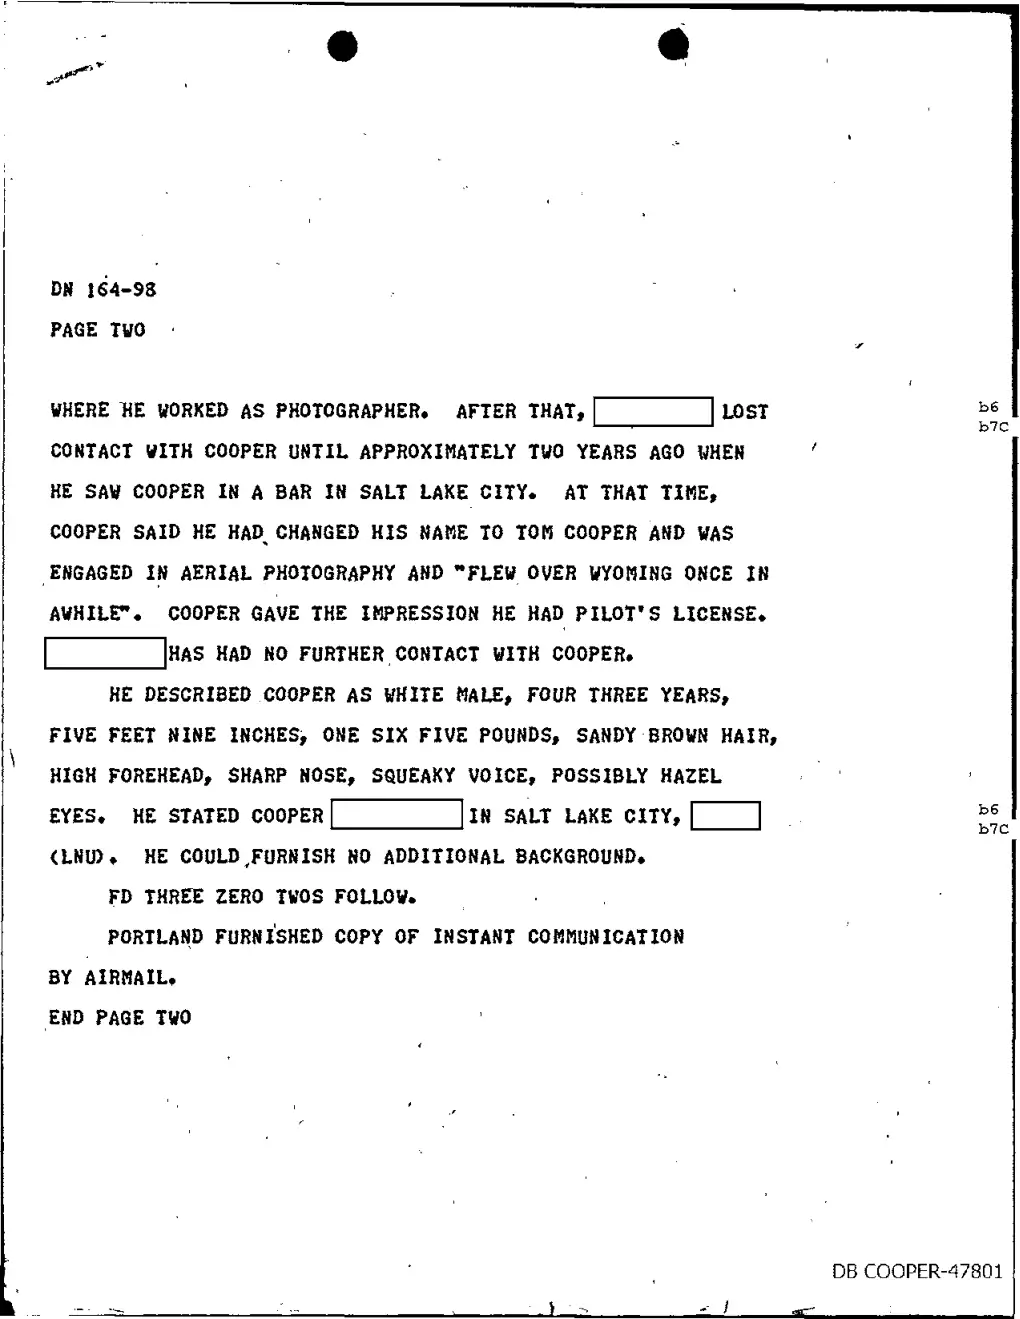 DN 164-98
PAGE TWO
WHERE HE WORKED AS PHOTOGRAPHER. AFTER THAT, LOST
b6
b7C
CONTACT WITH COOPER UNTIL APPROXIMATELY TWO YEARS AGO WHEN
HE SAW COOPER IN A BAR IN SALT LAKE CITY. AT THAT TIME,
COOPER SAID HE HAD CHANGED HIS NAME TO TOM COOPER AND WAS
ENGAGED IN AERIAL PHOTOGRAPHY AND "FLEW OVER WYOMING ONCE IN
AWHILE". COOPER GAVE THE IMPRESSION HE HAD PILOT'S LICENSE.
HAS HAD NO FURTHER CONTACT WITH COOPER.
HE DESCRIBED COOPER AS WHITE MALE, FOUR THREE YEARS,
FIVE FEET NINE INCHES, ONE SIX FIVE POUNDS, SANDY BROWN HAIR,
HIGH FOREHEAD, SHARP NOSE, SQUEAKY VOICE, POSSIBLY HAZEL
EYES. HE STATED COOPER IN SALT LAKE CITY,
b6
b7C
(LNU). HE COULD FURNISH NO ADDITIONAL BACKGROUND.
FD THREE ZERO TWOS FOLLOW.
PORTLAND FURNISHED COPY OF INSTANT COMMUNICATION
BY AIRMAIL.
END PAGE TWO
DB COOPER-47801